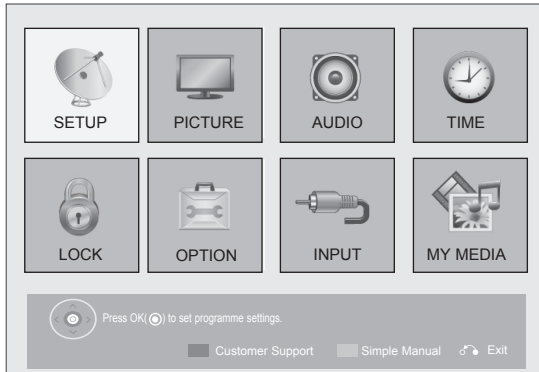 SETUP PICTURE AUDIO TIME
LOCK OPTION INPUT MY MEDIA
Press OK(◉) to set programme settings.
Customer Support Simple Manual Exit